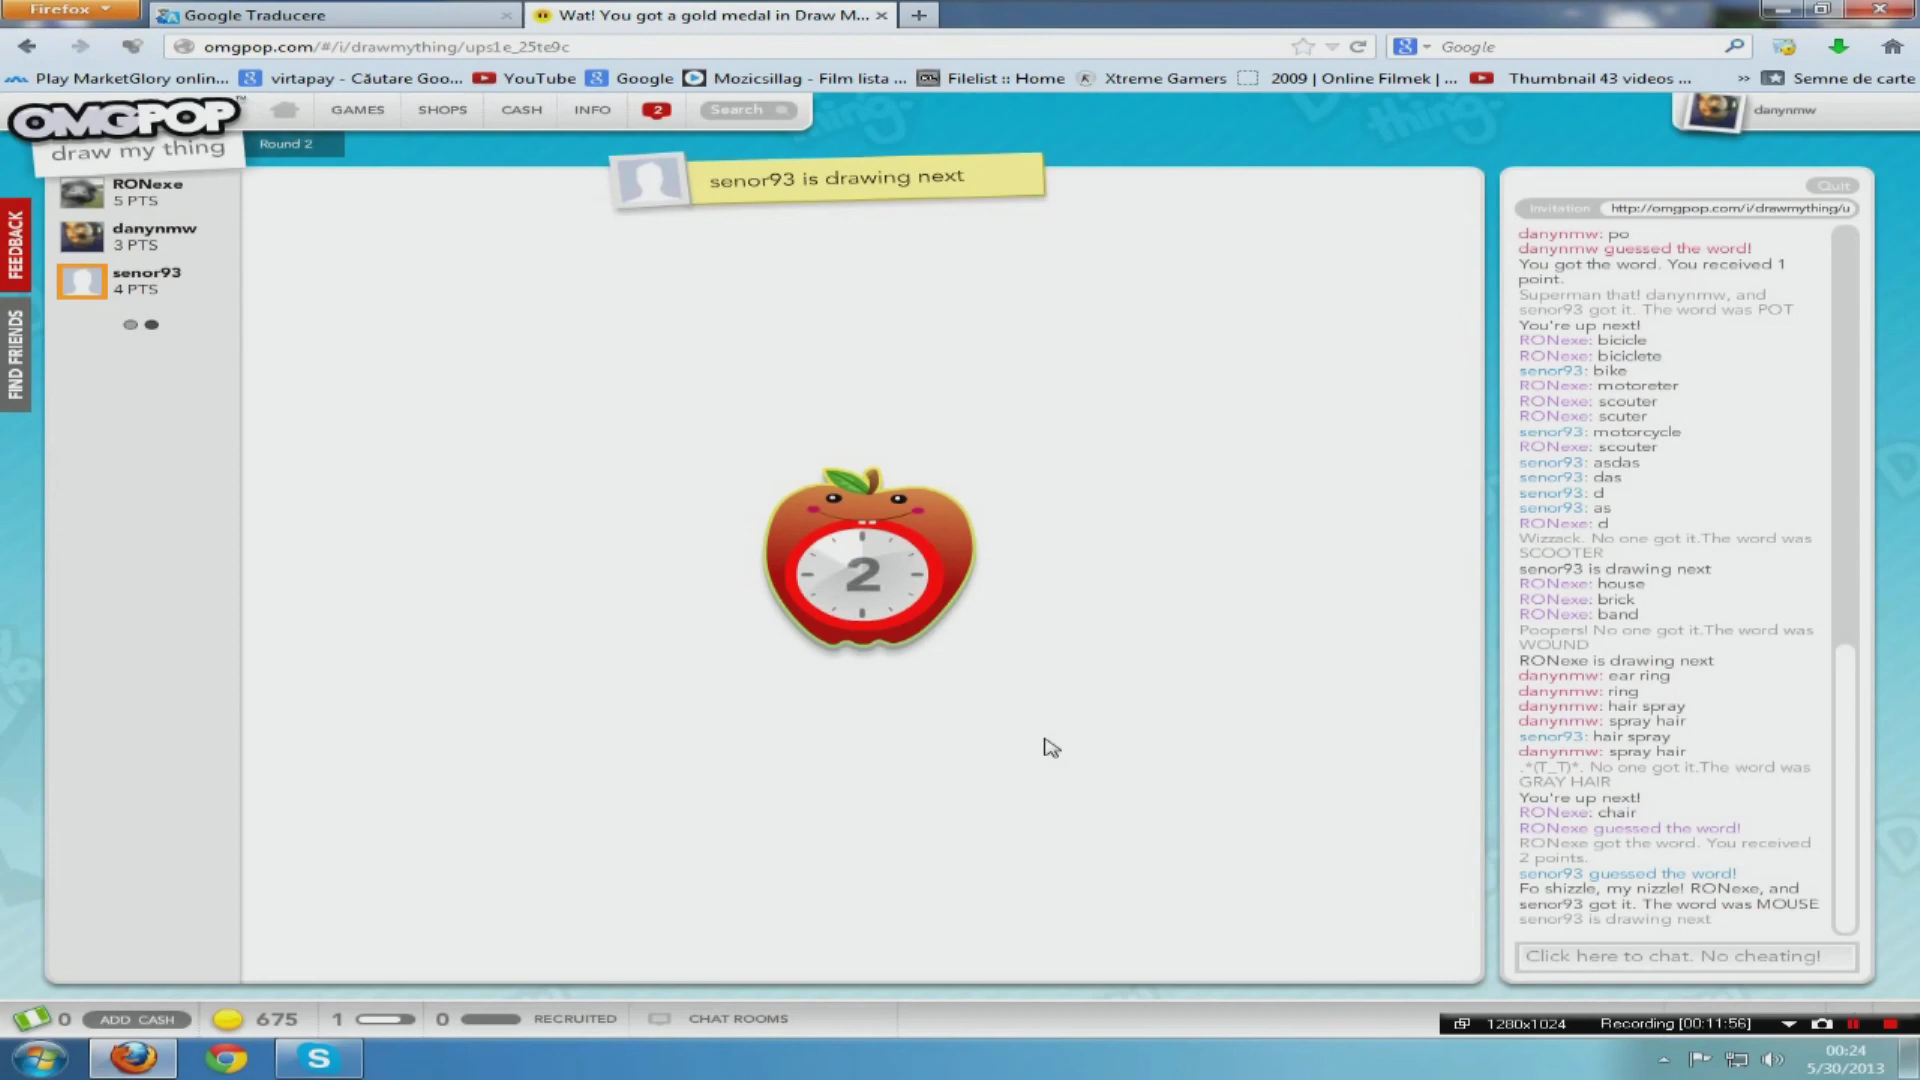 Firefox
Google Traducere
Wat! You got a gold medal in Draw M...
omgpop.com/#/i/drawmything/ups1e_25te9c
Google
Play MarketGlory onlin...
virtapay - Căutare Goo...
YouTube
Google
Mozicsillag - Film lista ...
Filelist :: Home
Xtreme Gamers
2009 | Online Filmek | ...
Thumbnail 43 videos ...
Semne de carte
OMGPOP
draw my thing
GAMES
SHOPS
CASH
INFO
2
Search
danynmw
Round 2
FEEDBACK
FIND FRIENDS
RONexe
5 PTS
danynmw
3 PTS
senor93
4 PTS
senor93 is drawing next
2
Quit
Invitation
http://omgpop.com/i/drawmything/u
danynmw: po
danynmw guessed the word!
You got the word. You received 1
point.
Superman that! danynmw, and
senor93 got it. The word was POT
You're up next!
RONexe: bicicle
RONexe: biciclete
senor93: bike
RONexe: motoreter
RONexe: scouter
RONexe: scuter
senor93: motorcycle
RONexe: scouter
senor93: asdas
senor93: das
senor93: d
senor93: as
RONexe: d
Wizzack. No one got it.The word was
SCOOTER
senor93 is drawing next
RONexe: house
RONexe: brick
RONexe: band
Poopers! No one got it.The word was
WOUND
RONexe is drawing next
danynmw: ear ring
danynmw: ring
danynmw: hair spray
danynmw: spray hair
senor93: hair spray
danynmw: spray hair
.*(T_T)*. No one got it.The word was
GRAY HAIR
You're up next!
RONexe: chair
RONexe guessed the word!
RONexe got the word. You received
2 points.
senor93 guessed the word!
Fo shizzle, my nizzle! RONexe, and
senor93 got it. The word was MOUSE
senor93 is drawing next
Click here to chat. No cheating!
0
ADD CASH
675
1
0
RECRUITED
CHAT ROOMS
1280x1024
Recording [00:11:56]
00:24
5/30/2013